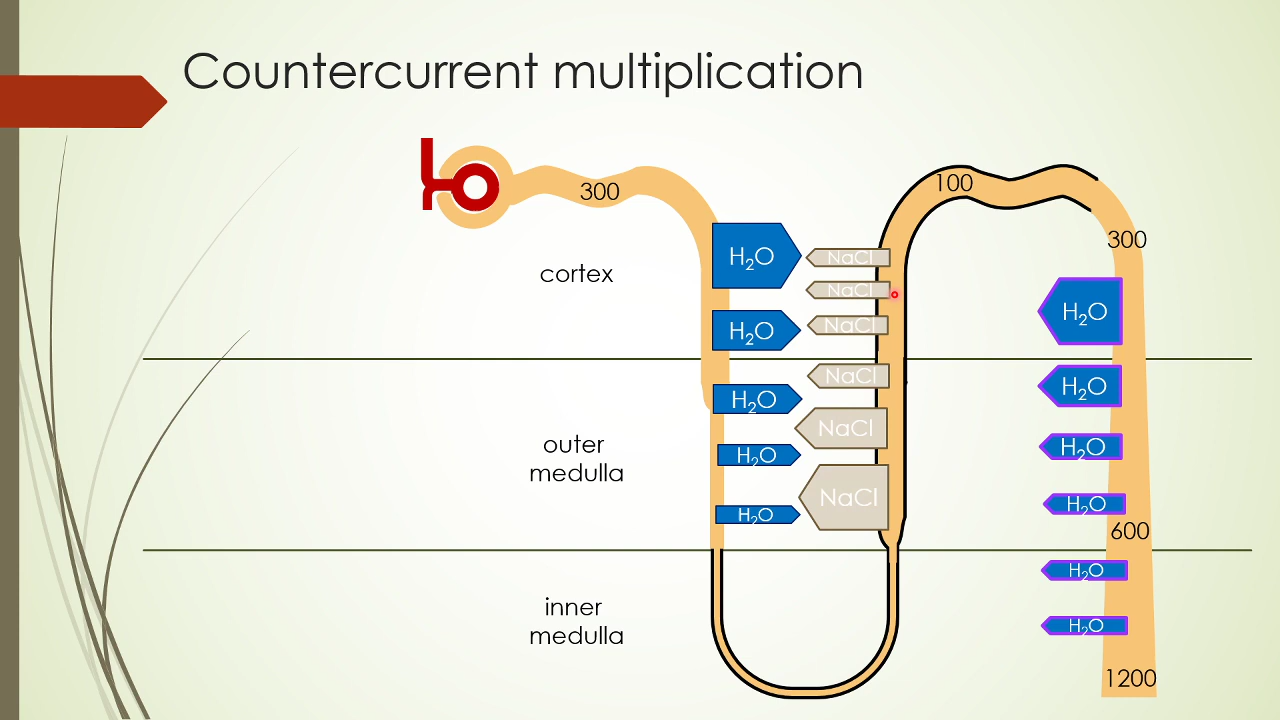 Countercurrent multiplication
300
100
300
cortex
H₂O
NaCl
NaCl
H₂O
NaCl
H₂O
H₂O
NaCl
H₂O
H₂O
outer
medulla
NaCl
H₂O
H₂O
NaCl
H₂O
H₂O
600
inner
medulla
H₂O
H₂O
1200